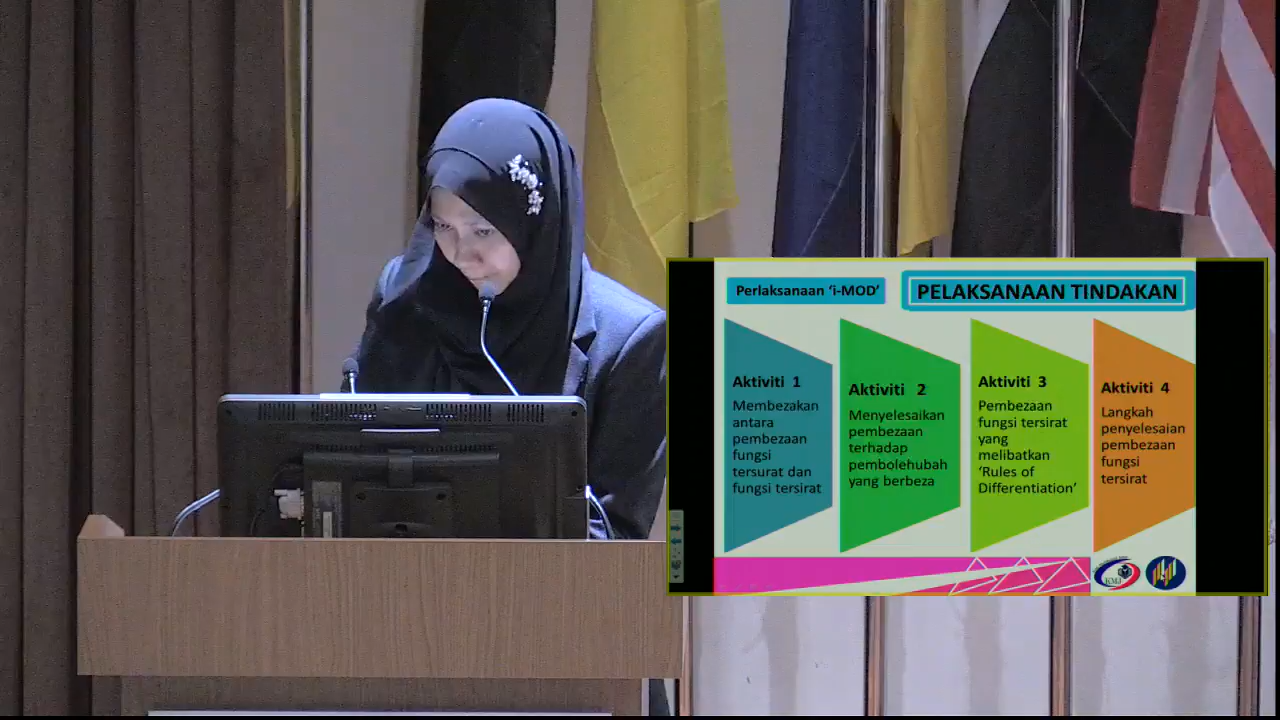 Perlaksanaan ‘i-MOD’
PELAKSANAAN TINDAKAN
Aktiviti 1
Membezakan
antara
pembezaan
fungsi
tersurat dan
fungsi tersirat
Aktiviti 2
Menyelesaikan
pembezaan
terhadap
pembolehubah
yang berbeza
Aktiviti 3
Pembezaan
fungsi tersirat
yang
melibatkan
‘Rules of
Differentiation’
Aktiviti 4
Langkah
penyelesaian
pembezaan
fungsi
tersirat
KMJ